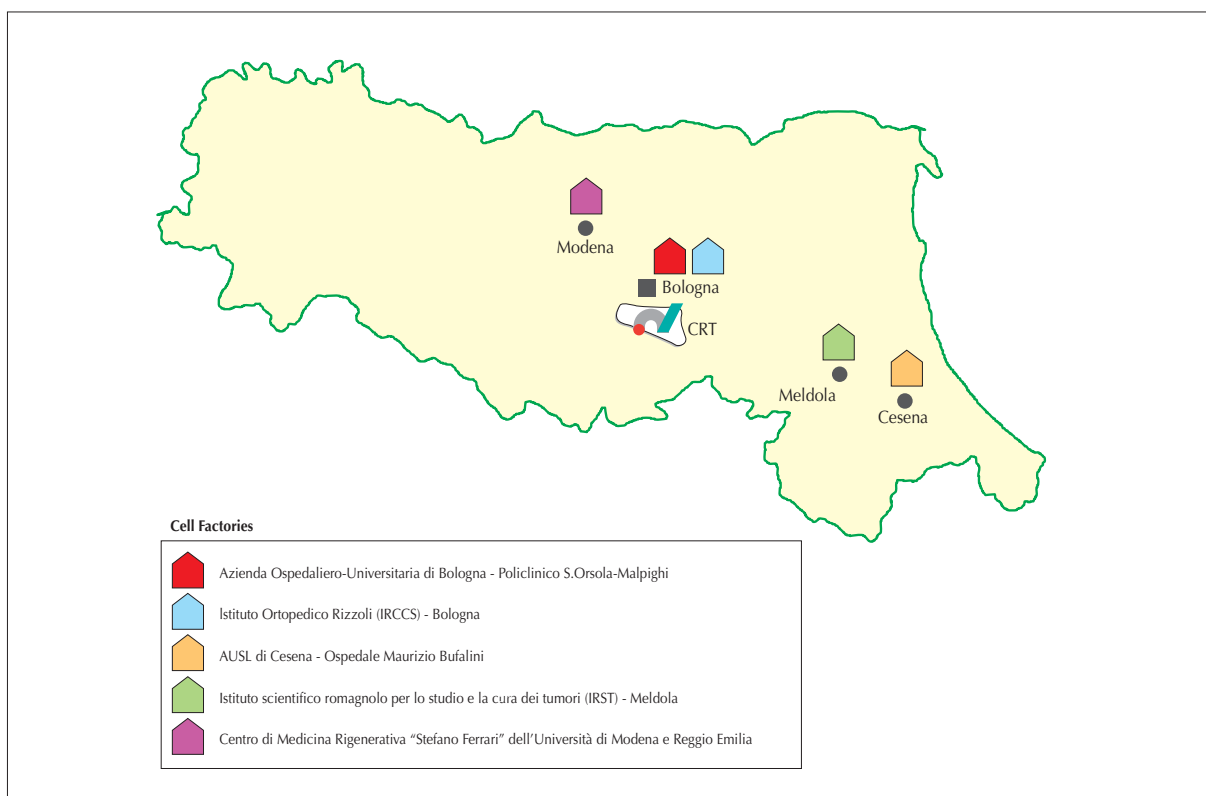 Modena
Bologna
CRT
Meldola
Cesena
Cell Factories
Azienda Ospedaliero-Universitaria di Bologna - Policlinico S.Orsola-Malpighi
Istituto Ortopedico Rizzoli (IRCCS) - Bologna
AUSL di Cesena - Ospedale Maurizio Bufalini
Istituto scientifico romagnolo per lo studio e la cura dei tumori (IRST) - Meldola
Centro di Medicina Rigenerativa “Stefano Ferrari” dell’Università di Modena e Reggio Emilia